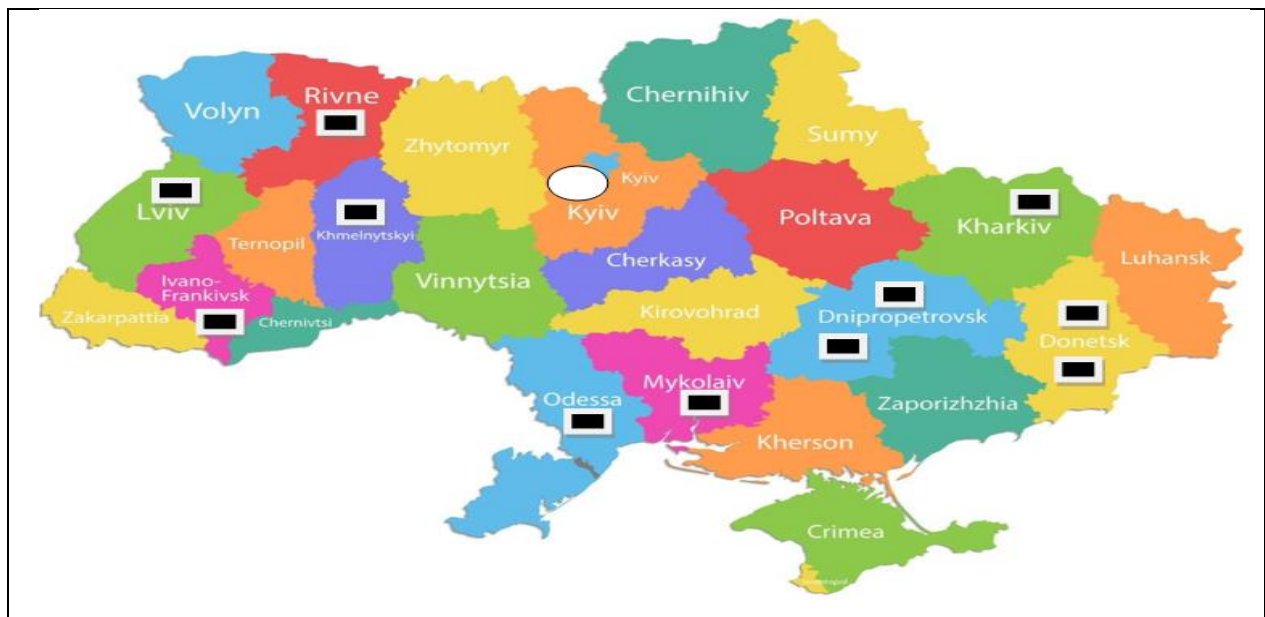 Chernihiv
Rivne
Volyn
Sumy
Zhytomyr
Kyiv
Kyiv
Lviv
Poltava
Kharkiv
Khmelnytskyi
Ternopil
Cherkasy
Luhansk
Vinnytsia
Ivano-
Frankivsk
Zakarpattia
Chernivtsi
Kirovohrad
Dnipropetrovsk
Donetsk
Mykolaiv
Odessa
Zaporizhzhia
Kherson
Crimea